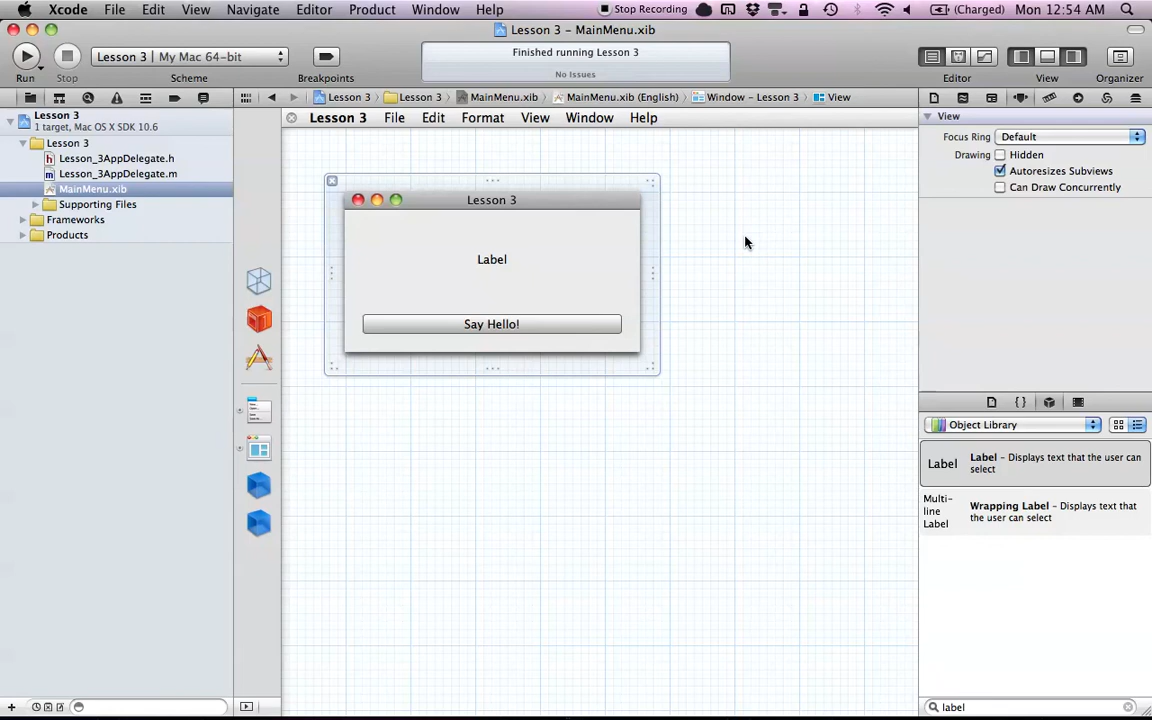 Xcode File Edit View Navigate Editor Product Window Help Stop Recording (Charged) Mon 12:54 AM
Lesson 3 – MainMenu.xib
Lesson 3 | My Mac 64-bit
Finished running Lesson 3
No Issues
Run Stop Scheme Breakpoints Editor View Organizer
Lesson 3 Lesson 3 MainMenu.xib MainMenu.xib (English) Window – Lesson 3 View
Lesson 3
1 target, Mac OS X SDK 10.6
Lesson 3
Lesson_3AppDelegate.h
Lesson_3AppDelegate.m
MainMenu.xib
Supporting Files
Frameworks
Products
Lesson 3 File Edit Format View Window Help
Lesson 3
Label
Say Hello!
View
Focus Ring Default
Drawing Hidden
Autoresizes Subviews
Can Draw Concurrently
Object Library
Label Label – Displays text that the user can
select
Multi-
line
Label
Wrapping Label – Displays text
that the user can select
label